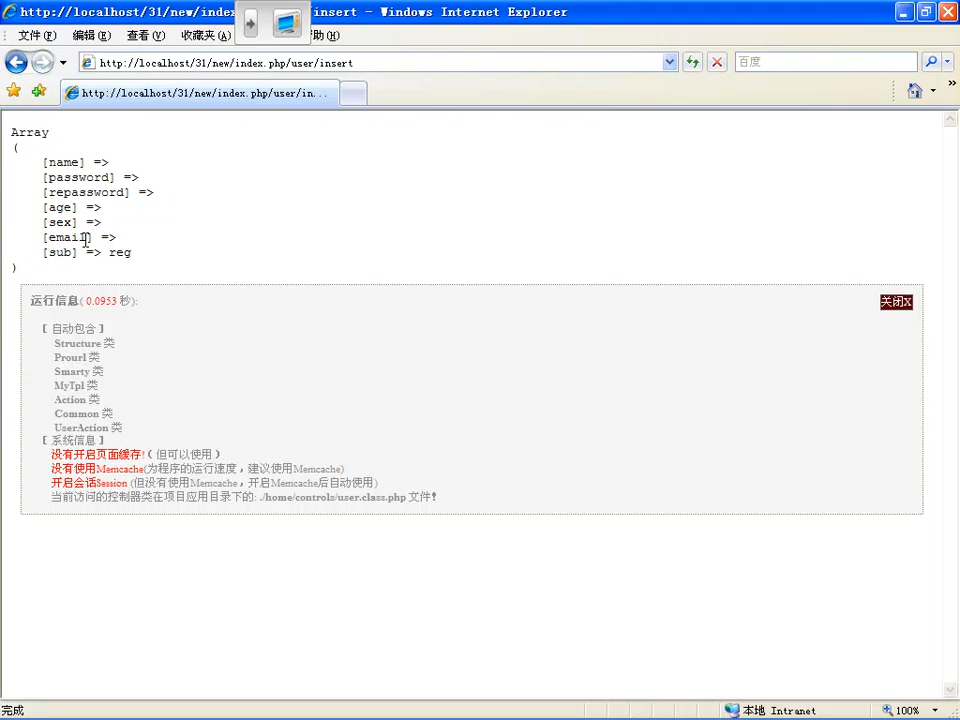 http://localhost/31/new/index
/insert - Windows Internet Explorer
文件(F) 编辑(E) 查看(V) 收藏夹(A) 助(H)
http://localhost/31/new/index.php/user/insert
百度
http://localhost/31/new/index.php/user/in...
Array
(
[name] =>
[password] =>
[repassword] =>
[age] =>
[sex] =>
[email] =>
[sub] => reg
)
运行信息( 0.0953 秒):
关闭X
[ 自动包含 ]
Structure 类
Prourl 类
Smarty 类
MyTpl 类
Action 类
Common 类
UserAction 类
[ 系统信息 ]
没有开启页面缓存!( 但可以使用 )
没有使用Memcache(为程序的运行速度，建议使用Memcache)
开启会话Session (但没有使用Memcache，开启Memcache后自动使用)
当前访问的控制器类在项目应用目录下的: ./home/controls/user.class.php 文件！
完成
本地 Intranet
100%